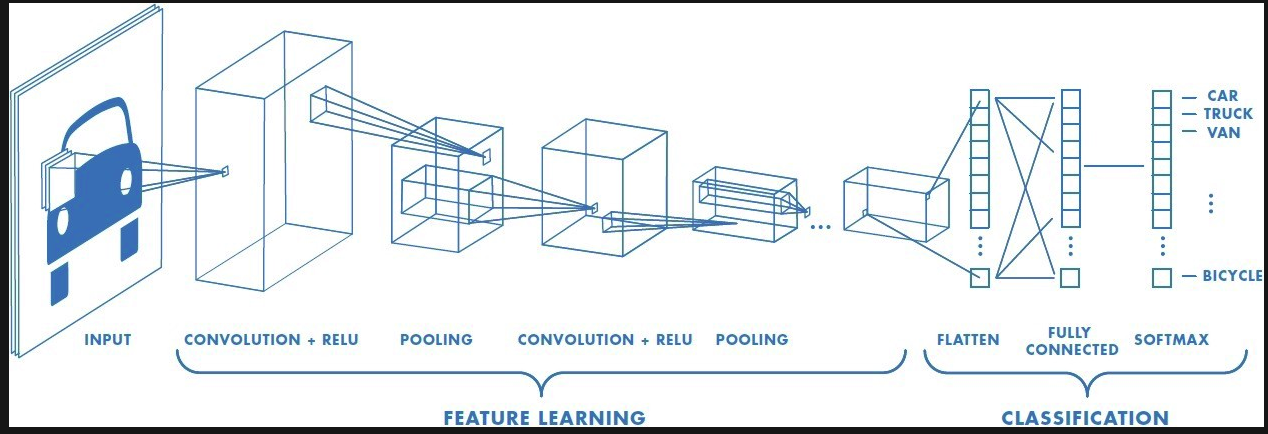 CAR
TRUCK
VAN
BICYCLE
INPUT
CONVOLUTION + RELU
POOLING
CONVOLUTION + RELU
POOLING
FLATTEN
FULLY
CONNECTED
SOFTMAX
FEATURE LEARNING
CLASSIFICATION